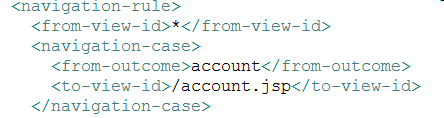 <navigation-rule>
<from-view-id>*</from-view-id>
<navigation-case>
<from-outcome>account</from-outcome>
<to-view-id>/account.jsp</to-view-id>
</navigation-case>